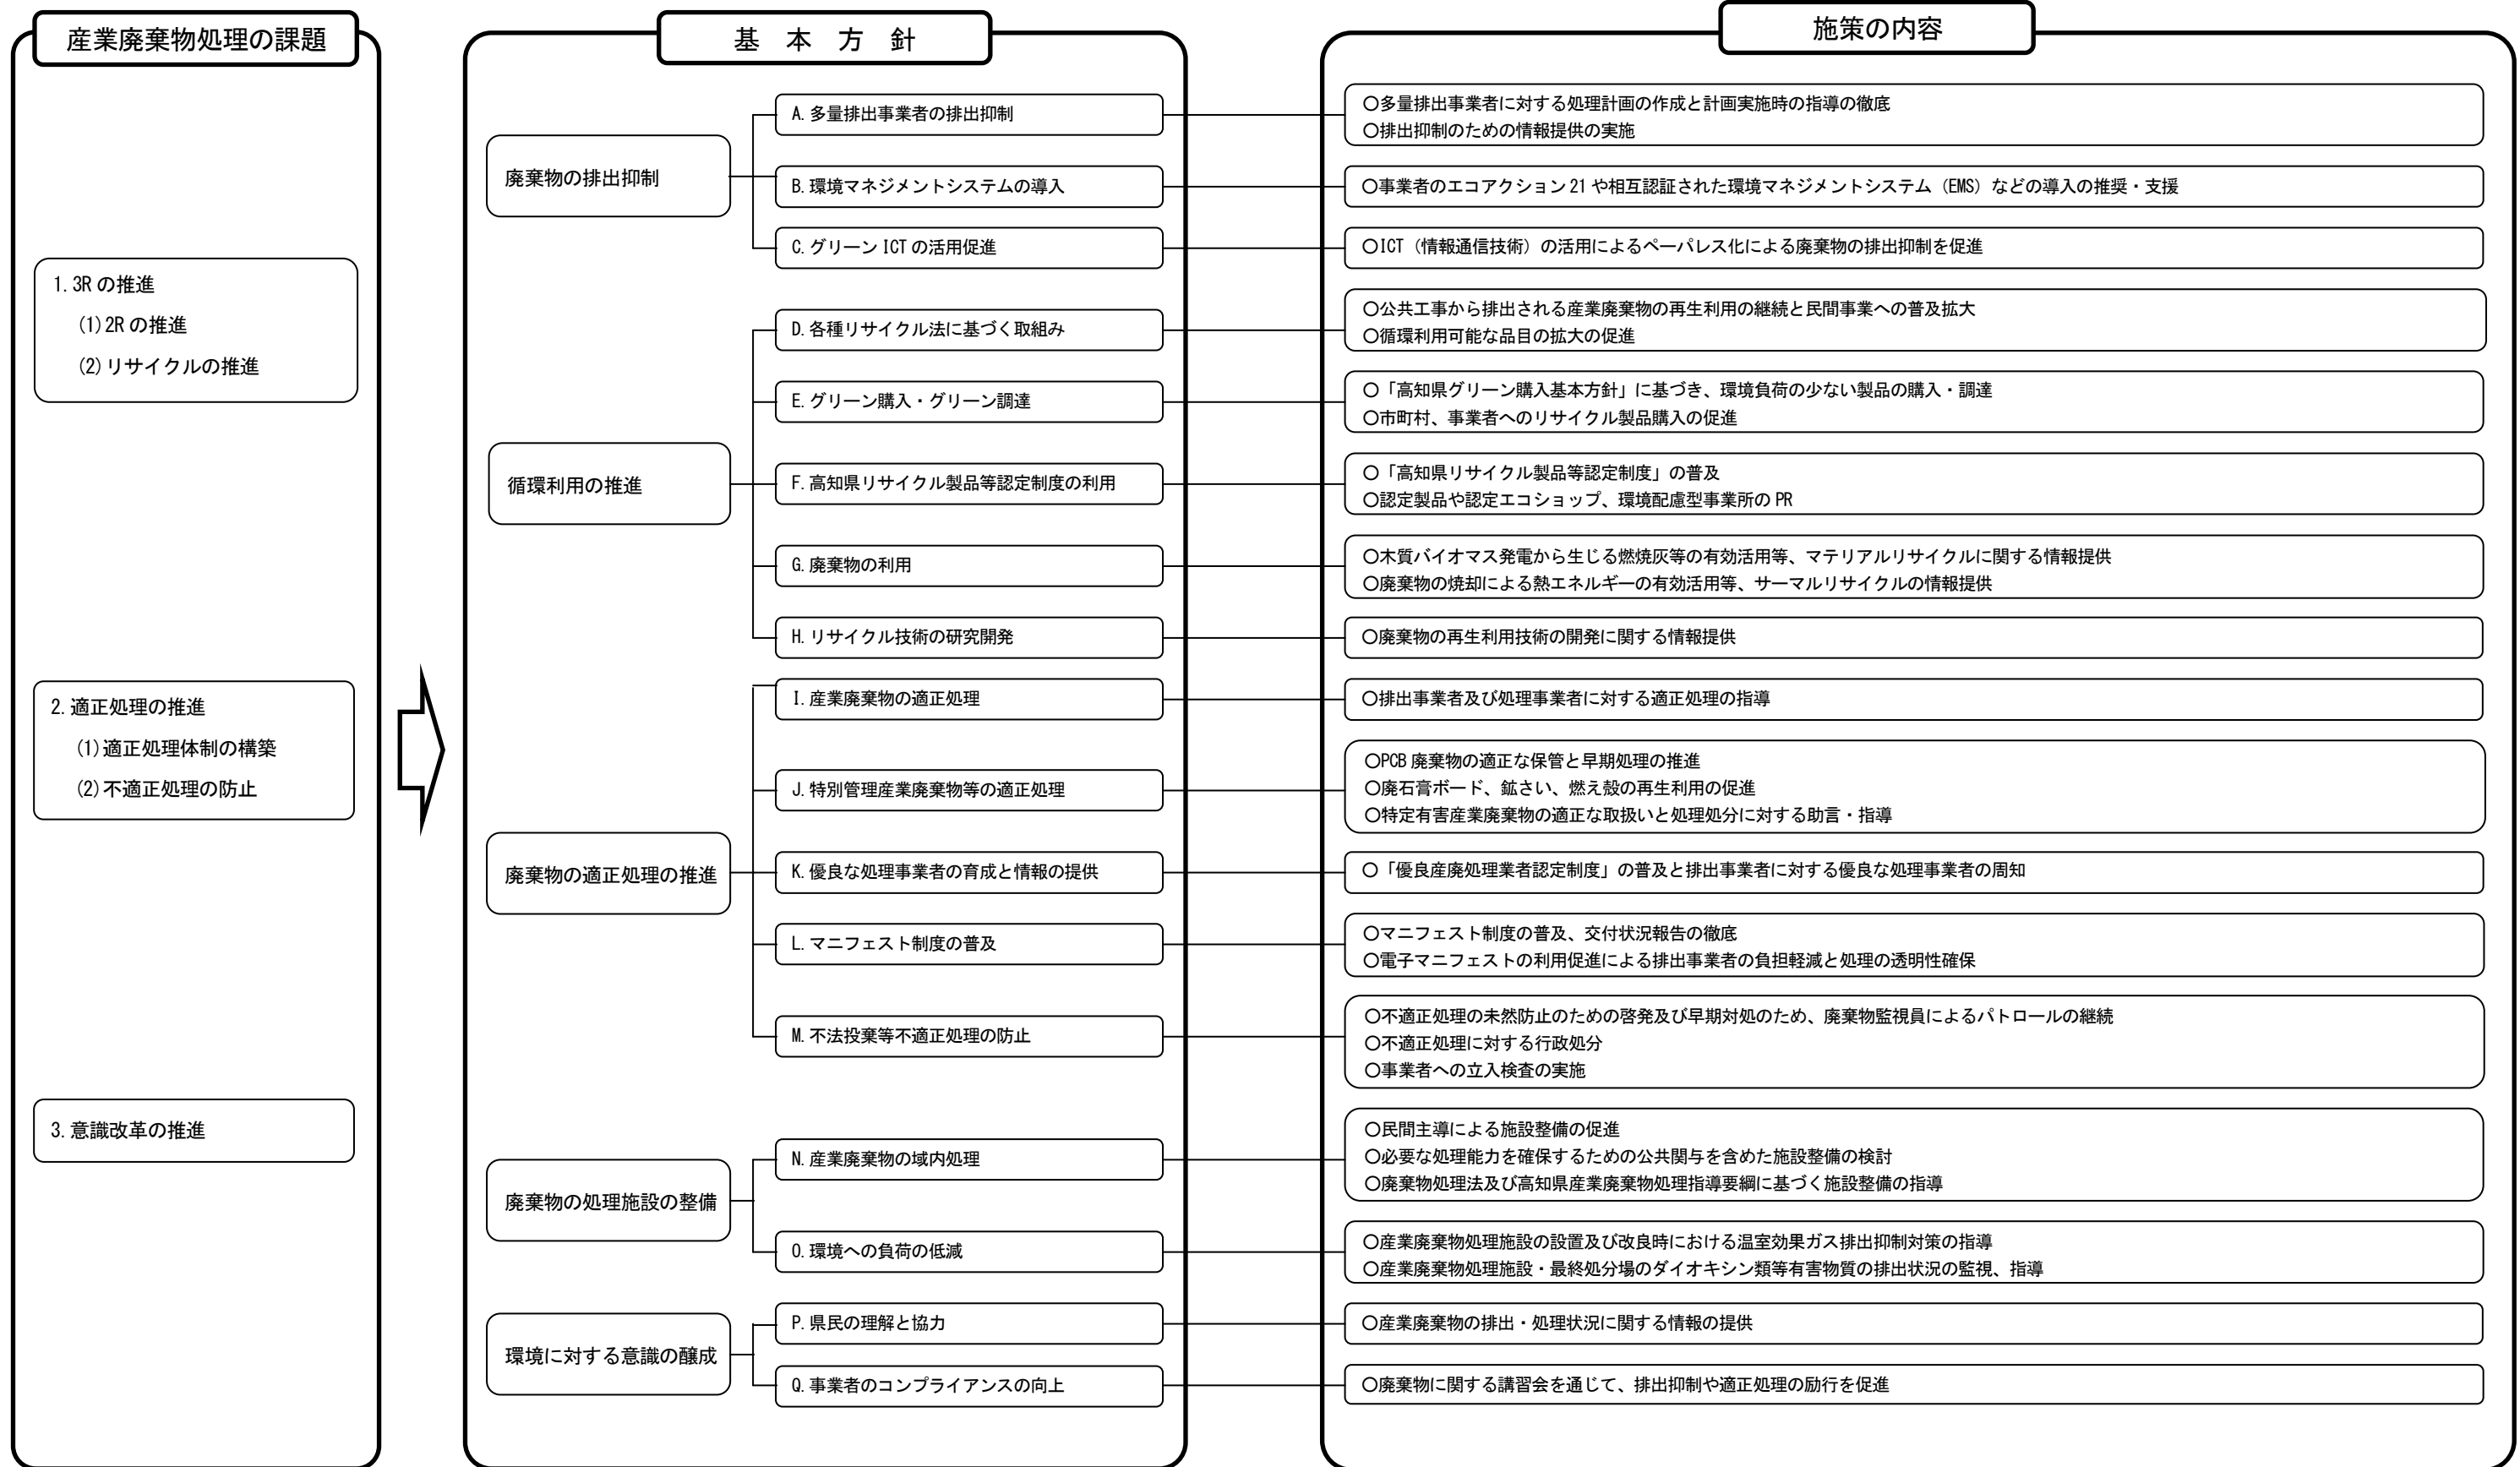 産業廃棄物処理の課題
1. 3R の推進
(1)2R の推進
(2)リサイクルの推進
2. 適正処理の推進
(1)適正処理体制の構築
(2)不適正処理の防止
3. 意識改革の推進
基 本 方 針
廃棄物の排出抑制
A. 多量排出事業者の排出抑制
B. 環境マネジメントシステムの導入
C. グリーン ICT の活用促進
循環利用の推進
D. 各種リサイクル法に基づく取組み
E. グリーン購入・グリーン調達
F. 高知県リサイクル製品等認定制度の利用
G. 廃棄物の利用
H. リサイクル技術の研究開発
廃棄物の適正処理の推進
I. 産業廃棄物の適正処理
J. 特別管理産業廃棄物等の適正処理
K. 優良な処理事業者の育成と情報の提供
L. マニフェスト制度の普及
M. 不法投棄等不適正処理の防止
廃棄物の処理施設の整備
N. 産業廃棄物の域内処理
O. 環境への負荷の低減
環境に対する意識の醸成
P. 県民の理解と協力
Q. 事業者のコンプライアンスの向上
施策の内容
〇多量排出事業者に対する処理計画の作成と計画実施時の指導の徹底
〇排出抑制のための情報提供の実施
〇事業者のエコアクション 21 や相互認証された環境マネジメントシステム（EMS）などの導入の推奨・支援
〇ICT（情報通信技術）の活用によるペーパレス化による廃棄物の排出抑制を促進
〇公共工事から排出される産業廃棄物の再生利用の継続と民間事業への普及拡大
〇循環利用可能な品目の拡大の促進
〇「高知県グリーン購入基本方針」に基づき、環境負荷の少ない製品の購入・調達
〇市町村、事業者へのリサイクル製品購入の促進
〇「高知県リサイクル製品等認定制度」の普及
〇認定製品や認定エコショップ、環境配慮型事業所の PR
〇木質バイオマス発電から生じる燃焼灰等の有効活用等、マテリアルリサイクルに関する情報提供
〇廃棄物の焼却による熱エネルギーの有効活用等、サーマルリサイクルの情報提供
〇廃棄物の再生利用技術の開発に関する情報提供
〇排出事業者及び処理事業者に対する適正処理の指導
〇PCB 廃棄物の適正な保管と早期処理の推進
〇廃石膏ボード、鉱さい、燃え殻の再生利用の促進
〇特定有害産業廃棄物の適正な取扱いと処理処分に対する助言・指導
〇「優良産廃処理業者認定制度」の普及と排出事業者に対する優良な処理事業者の周知
〇マニフェスト制度の普及、交付状況報告の徹底
〇電子マニフェストの利用促進による排出事業者の負担軽減と処理の透明性確保
〇不適正処理の未然防止のための啓発及び早期対処のため、廃棄物監視員によるパトロールの継続
〇不適正処理に対する行政処分
〇事業者への立入検査の実施
〇民間主導による施設整備の促進
〇必要な処理能力を確保するための公共関与を含めた施設整備の検討
〇廃棄物処理法及び高知県産業廃棄物処理指導要綱に基づく施設整備の指導
〇産業廃棄物処理施設の設置及び改良時における温室効果ガス排出抑制対策の指導
〇産業廃棄物処理施設・最終処分場のダイオキシン類等有害物質の排出状況の監視、指導
〇産業廃棄物の排出・処理状況に関する情報の提供
〇廃棄物に関する講習会を通じて、排出抑制や適正処理の励行を促進